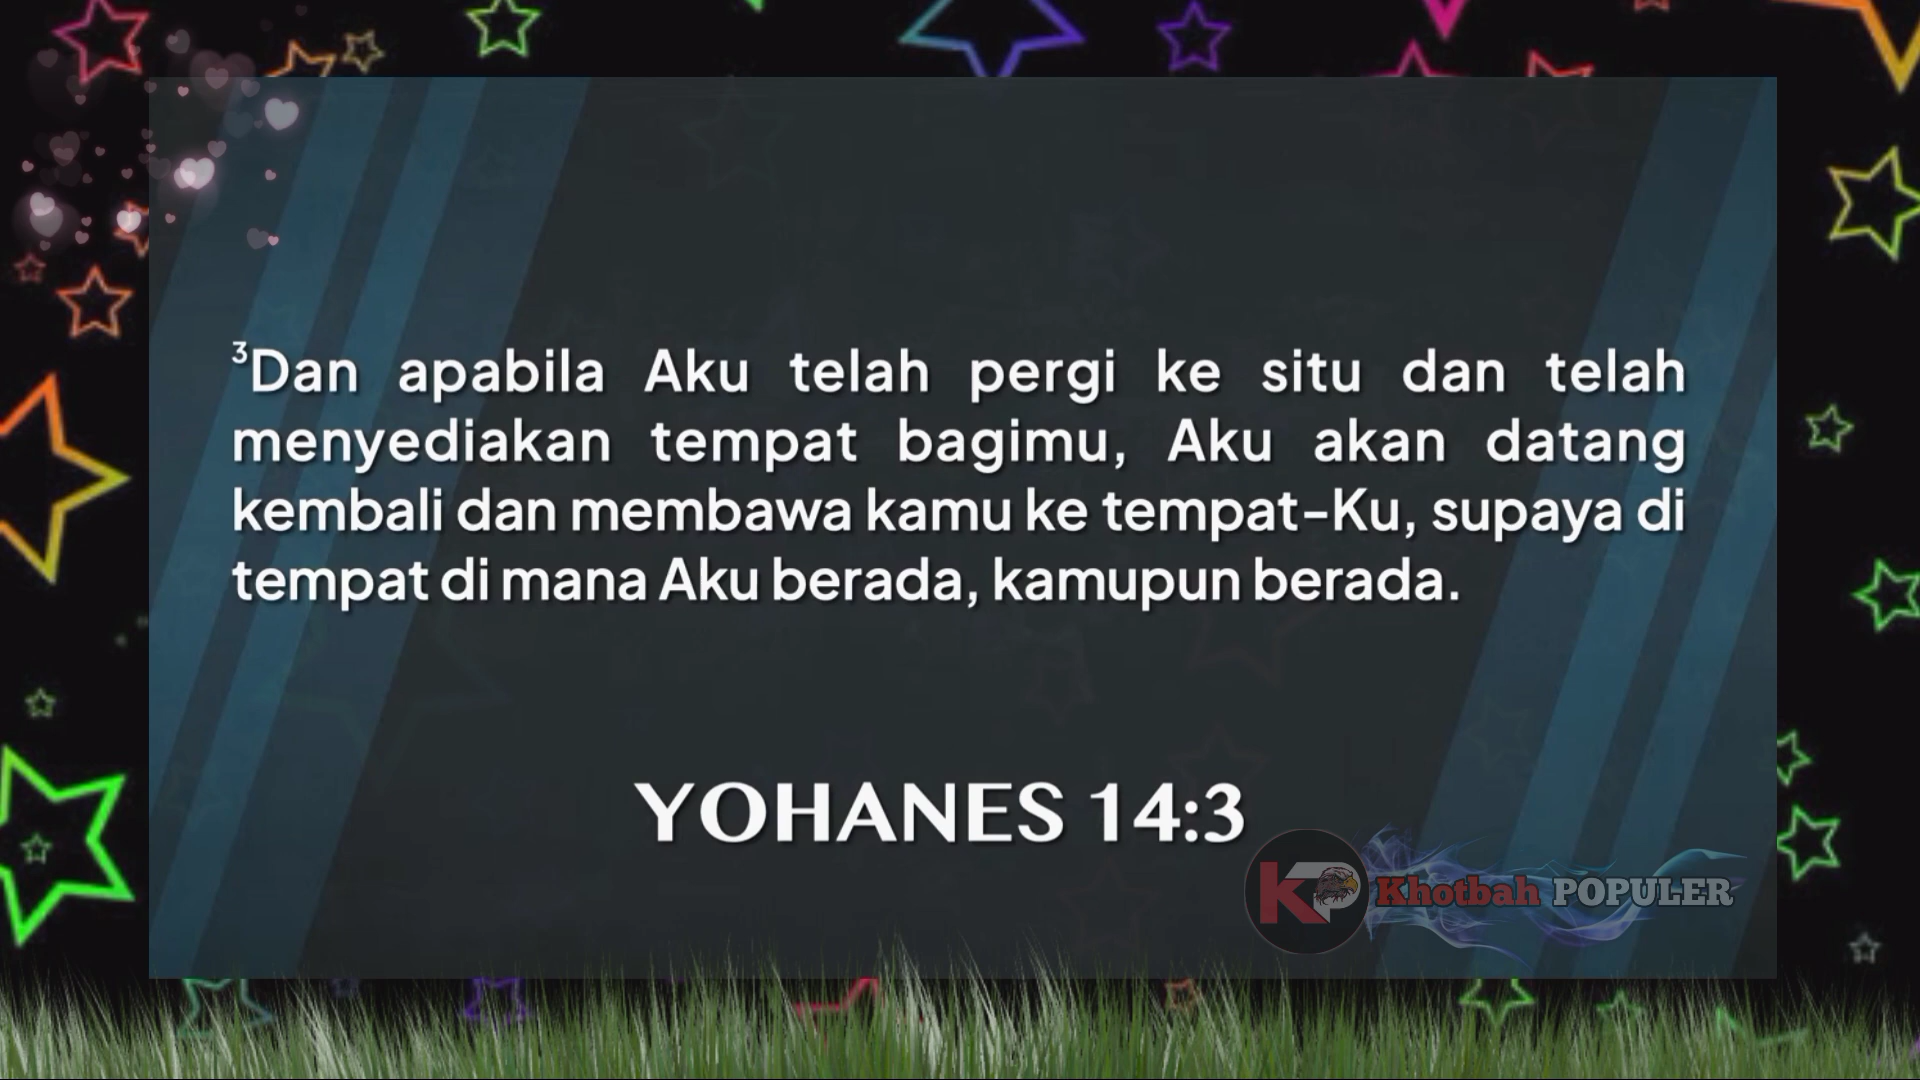 ³Dan apabila Aku telah pergi ke situ dan telah
menyediakan tempat bagimu, Aku akan datang
kembali dan membawa kamu ke tempat-Ku, supaya di
tempat di mana Aku berada, kamupun berada.
YOHANES 14:3
KP Khotbah POPULER